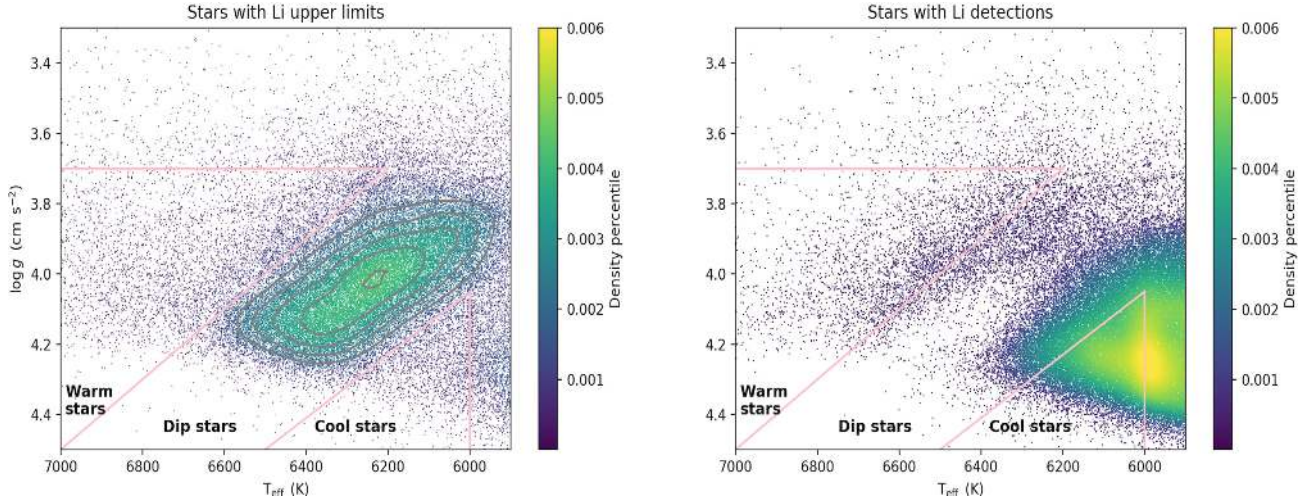 Stars with Li upper limits
3.4
3.6
3.8
4.0
4.2
4.4
log g (cm s⁻²)
Warm
stars
Dip stars
Cool stars
7000 6800 6600 6400 6200 6000
T_eff (K)
0.006
0.005
0.004
0.003
0.002
0.001
Density percentile
Stars with Li detections
3.4
3.6
3.8
4.0
4.2
4.4
Warm
stars
Dip stars
Cool stars
7000 6800 6600 6400 6200 6000
T_eff (K)
0.006
0.005
0.004
0.003
0.002
0.001
Density percentile